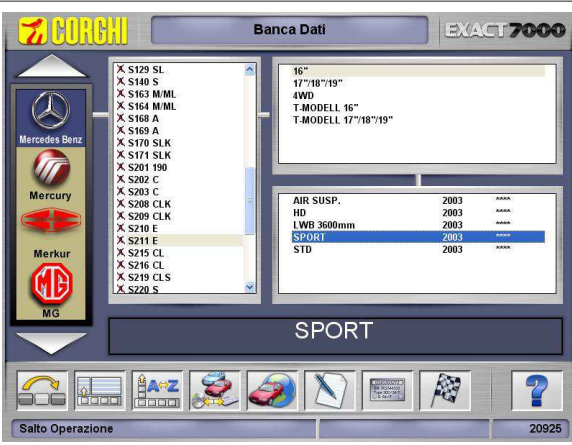 CORGHI
Banca Dati
EXACT7000
Mercedes Benz
Mercury
Merkur
MG
MG
X S129 SL
X S140 S
X S163 M/ML
X S164 M/ML
X S168 A
X S169 A
X S170 SLK
X S171 SLK
X S201 190
X S202 C
X S203 C
X S208 CLK
X S209 CLK
X S210 E
X S211 E
X S215 CL
X S216 CL
X S219 CLS
X S220 S
16"
17"/18"/19"
4WD
T-MODELL 16"
T-MODELL 17"/18"/19"
AIR SUSP. 2003 ****
HD 2003 ****
LWB 3600mm 2003 ****
SPORT 2003 ****
STD 2003 ****
SPORT
A Z
?
Salto Operazione
20925